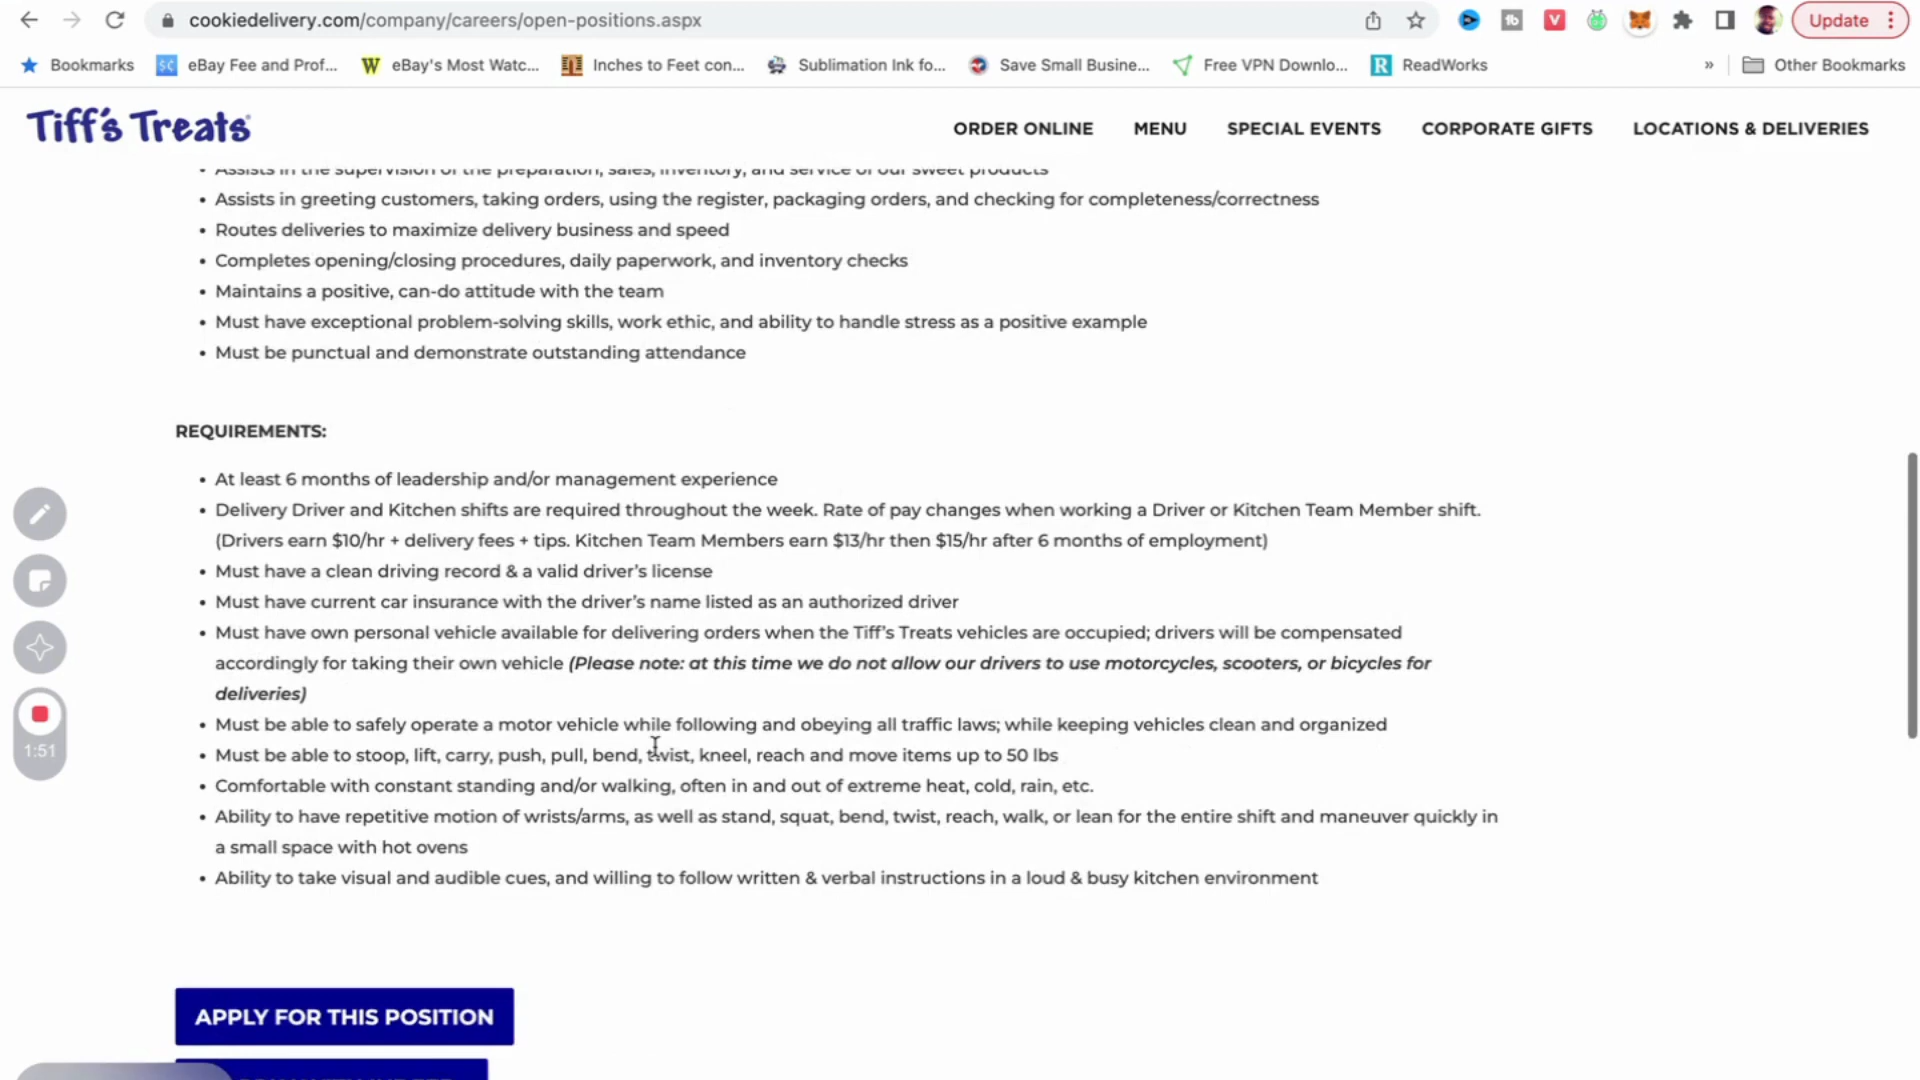 cookiedelivery.com/company/careers/open-positions.aspx
Update
Bookmarks
eBay Fee and Prof...
eBay's Most Watc...
Inches to Feet con...
Sublimation Ink fo...
Save Small Busine...
Free VPN Downlo...
ReadWorks
»
Other Bookmarks
Tiff's Treats
ORDER ONLINE
MENU
SPECIAL EVENTS
CORPORATE GIFTS
LOCATIONS & DELIVERIES
• Assists in the supervision of the preparation, sales, inventory, and service of our sweet products
• Assists in greeting customers, taking orders, using the register, packaging orders, and checking for completeness/correctness
• Routes deliveries to maximize delivery business and speed
• Completes opening/closing procedures, daily paperwork, and inventory checks
• Maintains a positive, can-do attitude with the team
• Must have exceptional problem-solving skills, work ethic, and ability to handle stress as a positive example
• Must be punctual and demonstrate outstanding attendance
REQUIREMENTS:
• At least 6 months of leadership and/or management experience
• Delivery Driver and Kitchen shifts are required throughout the week. Rate of pay changes when working a Driver or Kitchen Team Member shift.
(Drivers earn $10/hr + delivery fees + tips. Kitchen Team Members earn $13/hr then $15/hr after 6 months of employment)
• Must have a clean driving record & a valid driver's license
• Must have current car insurance with the driver's name listed as an authorized driver
• Must have own personal vehicle available for delivering orders when the Tiff's Treats vehicles are occupied; drivers will be compensated
accordingly for taking their own vehicle (Please note: at this time we do not allow our drivers to use motorcycles, scooters, or bicycles for
deliveries)
• Must be able to safely operate a motor vehicle while following and obeying all traffic laws; while keeping vehicles clean and organized
• Must be able to stoop, lift, carry, push, pull, bend, twist, kneel, reach and move items up to 50 lbs
• Comfortable with constant standing and/or walking, often in and out of extreme heat, cold, rain, etc.
• Ability to have repetitive motion of wrists/arms, as well as stand, squat, bend, twist, reach, walk, or lean for the entire shift and maneuver quickly in
a small space with hot ovens
• Ability to take visual and audible cues, and willing to follow written & verbal instructions in a loud & busy kitchen environment
1:51
APPLY FOR THIS POSITION